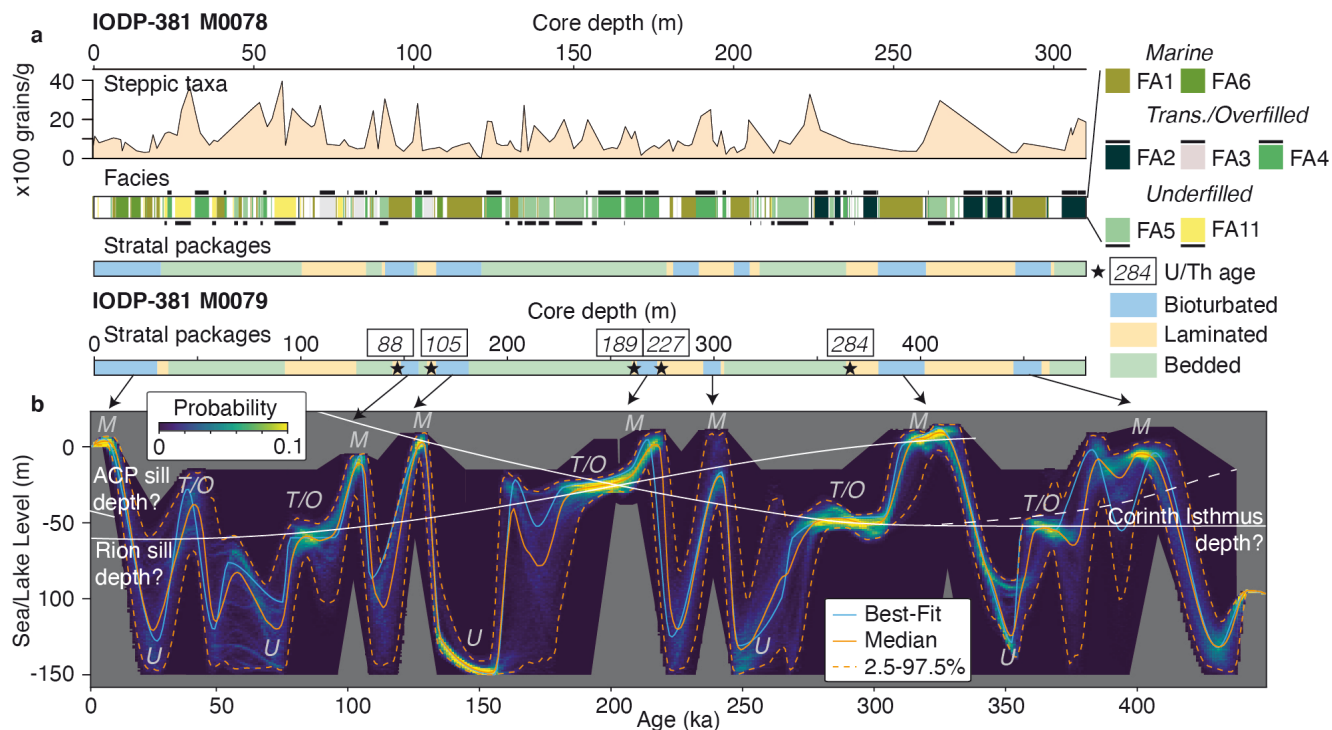 IODP-381 M0078
a
Core depth (m)
0 50 100 150 200 250 300
Steppic taxa
x100 grains/g
40
20
0
Facies
Stratal packages
Marine
FA1 FA6
Trans./Overfilled
FA2 FA3 FA4
Underfilled
FA5 FA11
284 U/Th age
Bioturbated
Laminated
Bedded
IODP-381 M0079
Core depth (m)
Stratal packages
0 100 200 300 400
88 105 189 227 284
b
Probability
0 0.1
M M M M M M M
T/O T/O T/O T/O T/O
U U U U U
ACP sill
depth?
Rion sill
depth?
Corinth Isthmus
depth?
Best-Fit
Median
2.5-97.5%
Sea/Lake Level (m)
0
-50
100
-150
0 50 100 150 200 250 300 350 400
Age (ka)